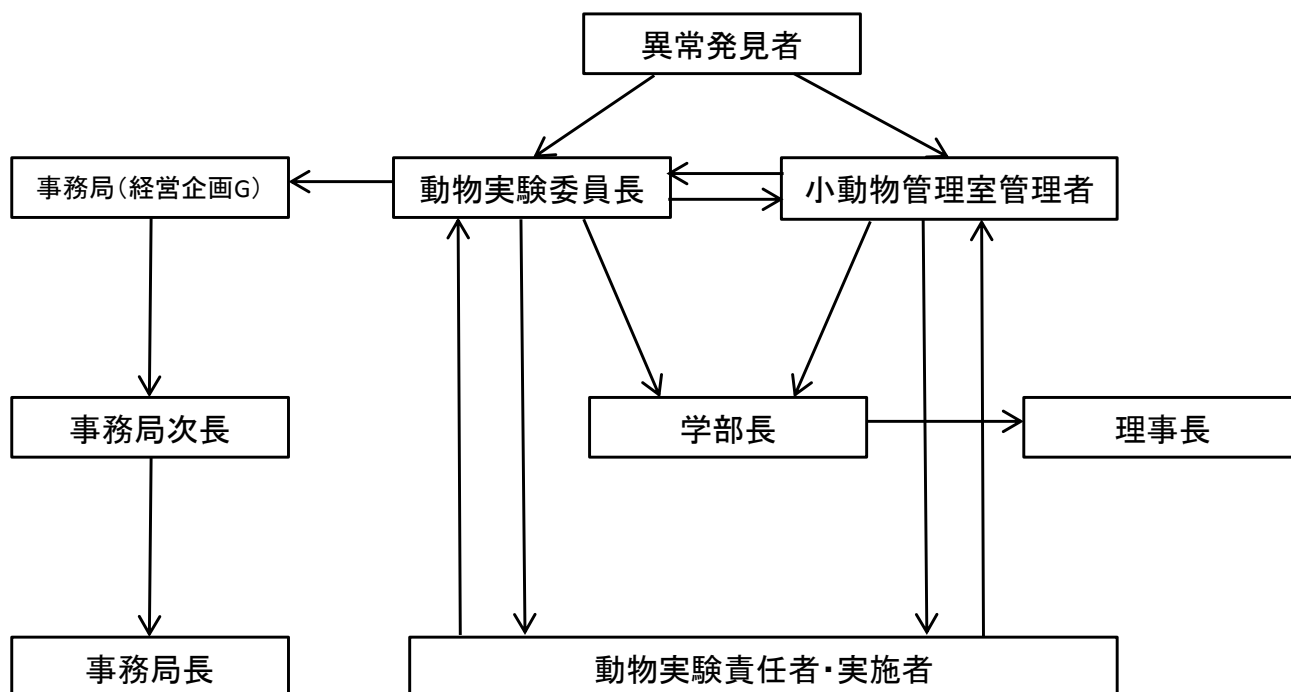 異常発見者
事務局(経営企画G)
動物実験委員長
小動物管理室管理者
事務局次長
学部長
理事長
事務局長
動物実験責任者・実施者